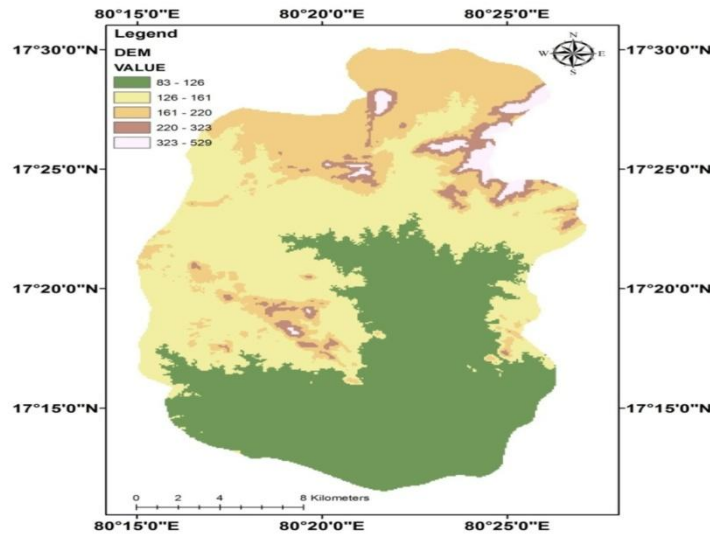 80°15'0"E 80°20'0"E 80°25'0"E
Legend
DEM
VALUE
83 - 126
126 - 161
161 - 220
220 - 323
323 - 529
N
W E
S
17°30'0"N 17°30'0"N
17°25'0"N 17°25'0"N
17°20'0"N 17°20'0"N
17°15'0"N 17°15'0"N
0 2 4 8 Kilometers
80°15'0"E 80°20'0"E 80°25'0"E